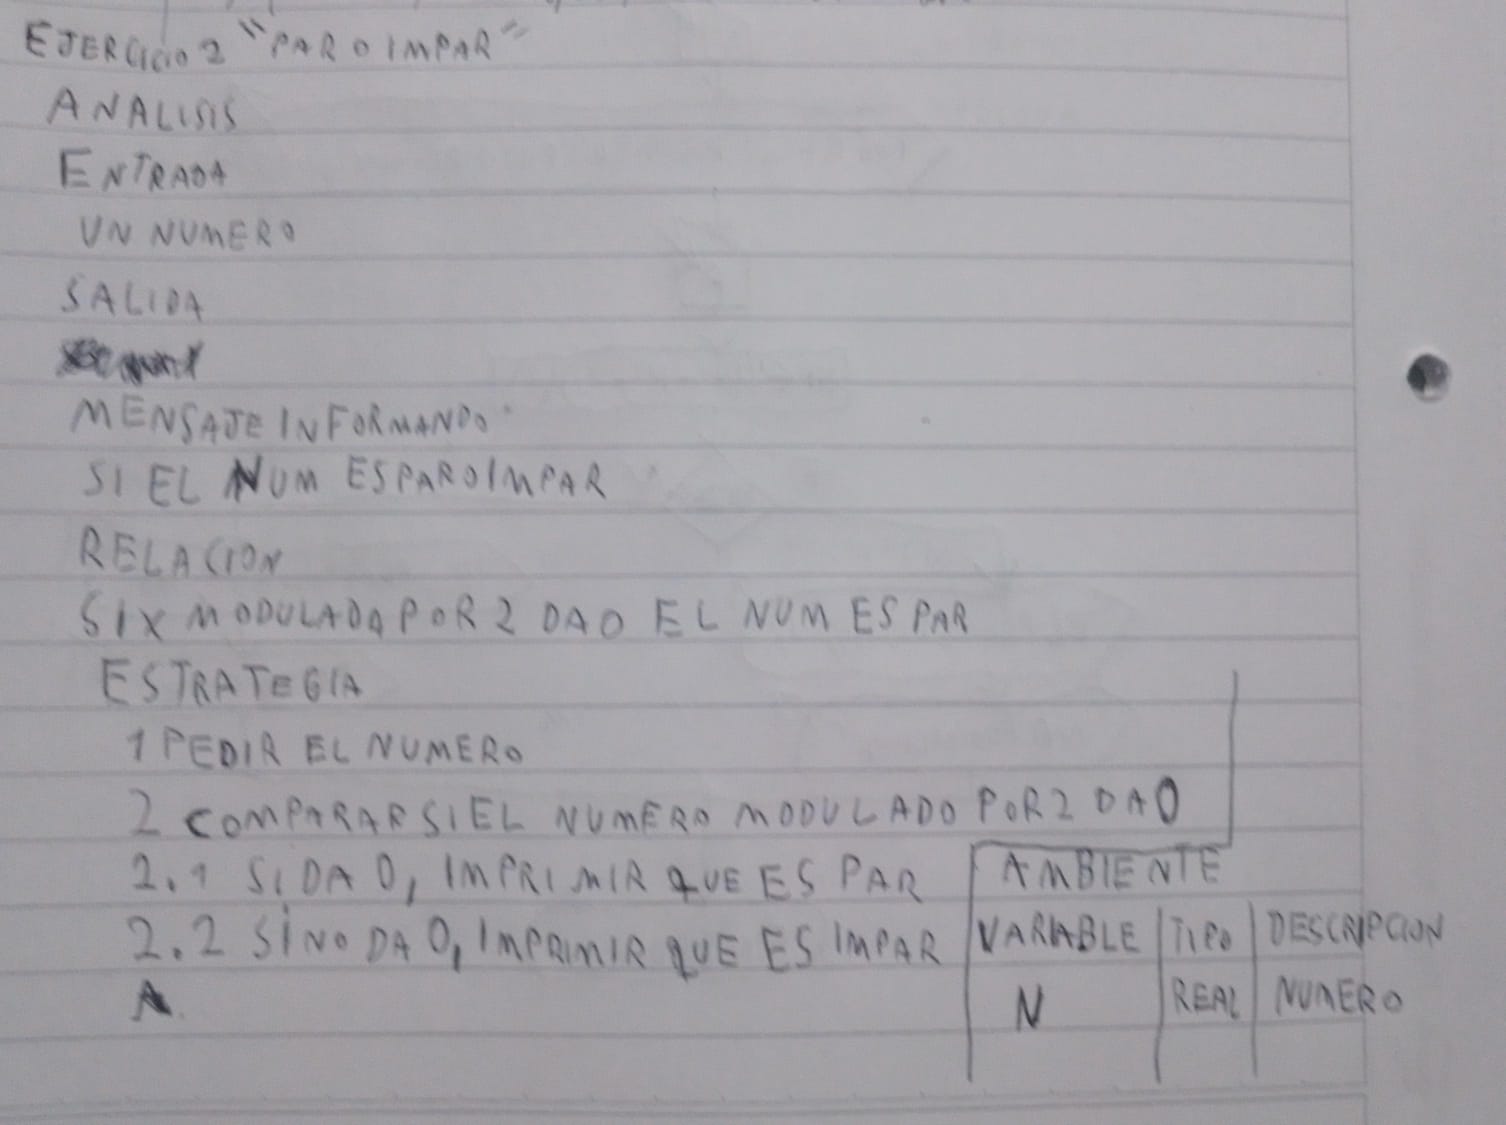 EJERCICIO 2 "PAR O IMPAR"
ANALISIS
ENTRADA
UN NUMERO
SALIDA
MENSAJE INFORMANDO
SI EL NUM ES PAR O IMPAR
RELACION
SI X MODULADA POR 2 DA 0 EL NUM ES PAR
ESTRATEGIA
1 PEDIR EL NUMERO
2 COMPARAR SI EL NUMERO MODULADO POR 2 DA 0
2.1 SI DA 0, IMPRIMIR QUE ES PAR
2.2 SI NO DA 0, IMPRIMIR QUE ES IMPAR
AMBIENTE
VARIABLE TIPO DESCRIPCION
N REAL NUMERO